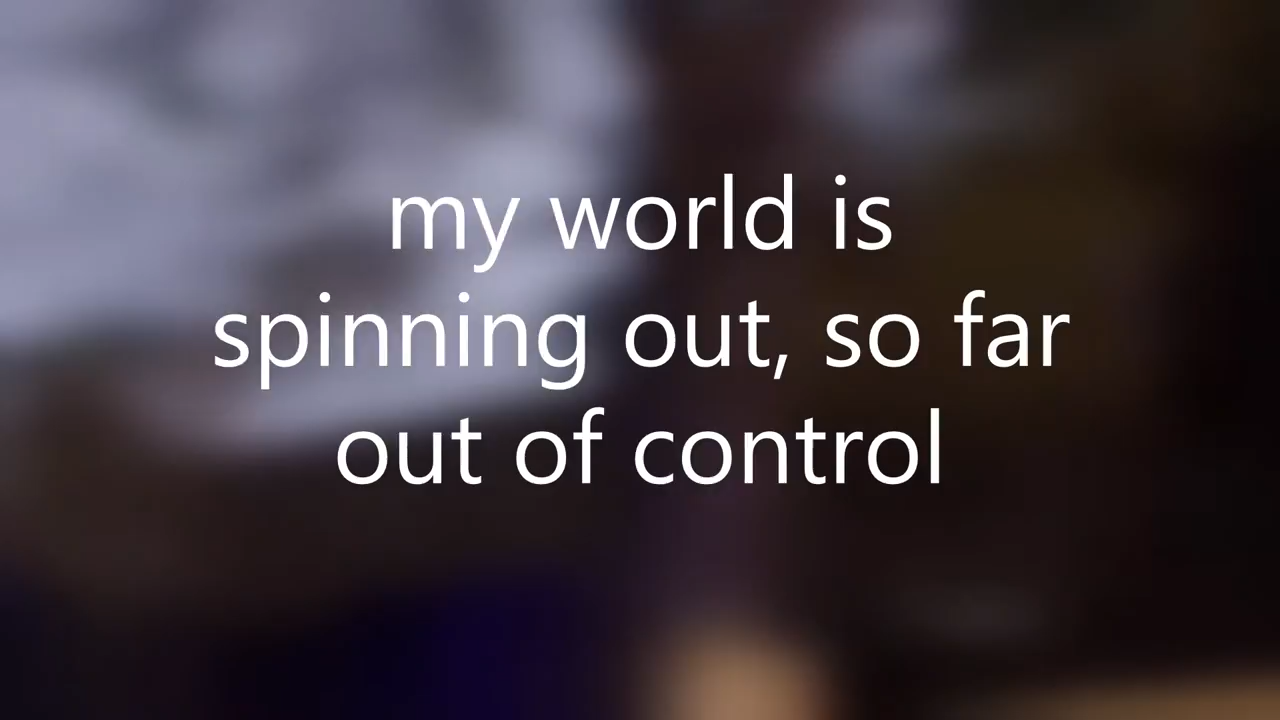 my world is
spinning out, so far
out of control